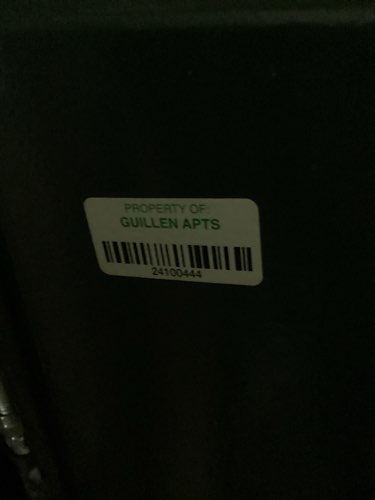 PROPERTY OF:
GUILLEN APTS
24100444